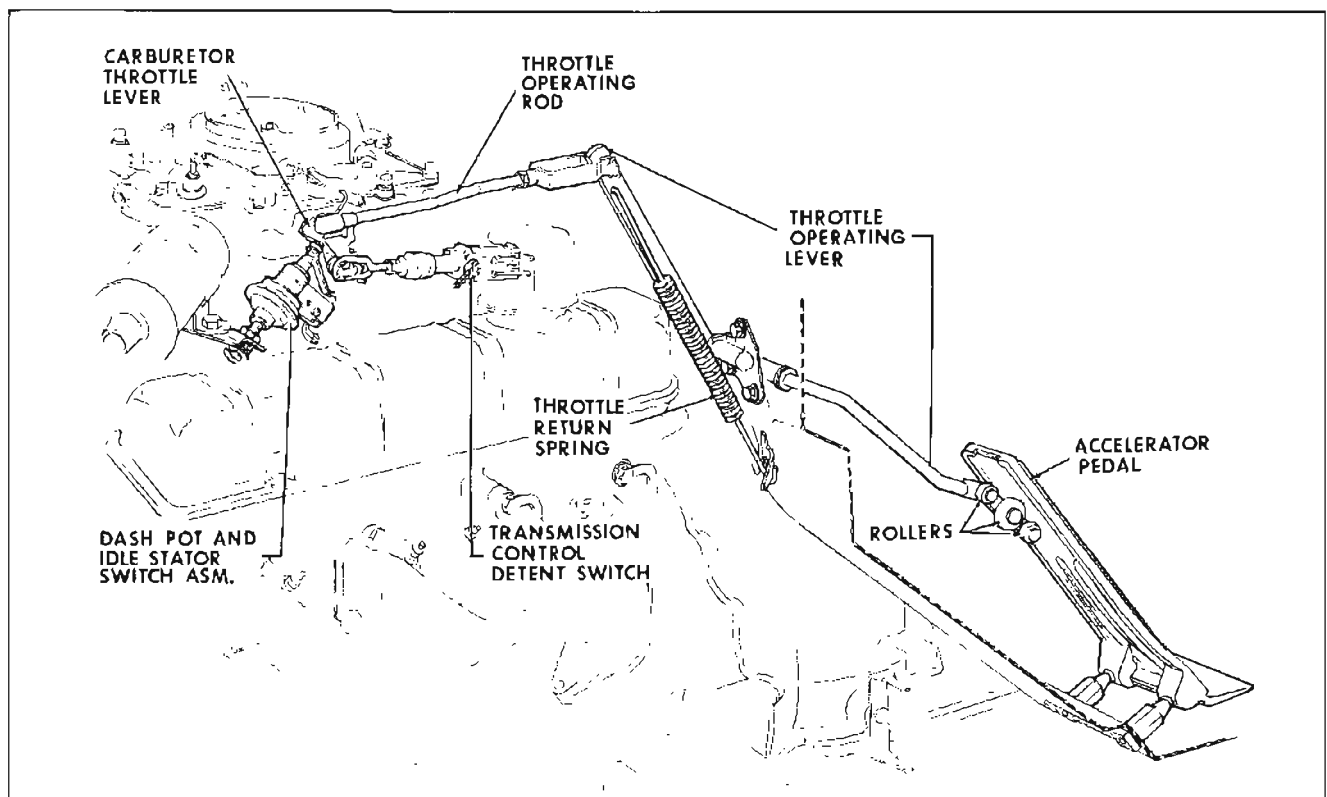 CARBURETOR
THROTTLE
LEVER
THROTTLE
OPERATING
ROD
THROTTLE
OPERATING
LEVER
THROTTLE
RETURN
SPRING
ACCELERATOR
PEDAL
ROLLERS
DASH POT AND
IDLE STATOR
SWITCH ASM.
TRANSMISSION
CONTROL
DETENT SWITCH